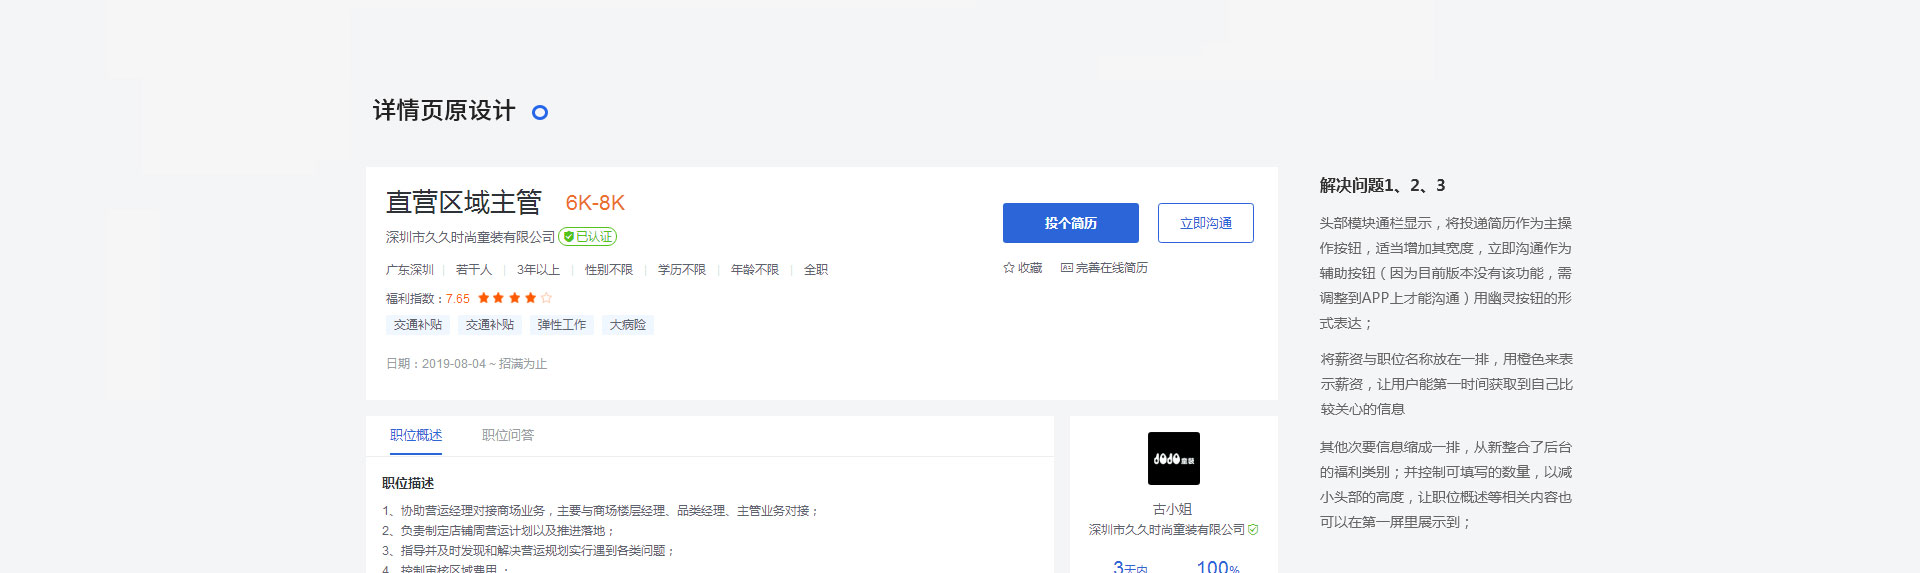 详情页原设计
直营区域主管 6K-8K
深圳市久久时尚童装有限公司 已认证
投个简历 立即沟通
广东深圳 若干人 3年以上 性别不限 学历不限 年龄不限 全职
收藏 完善在线简历
福利指数：7.65
交通补贴 交通补贴 弹性工作 大病险
日期：2019-08-04 ~ 招满为止
职位概述 职位问答
职位描述
1、协助营运经理对接商场业务，主要与商场楼层经理、品类经理、主管业务对接；
2、负责制定店铺周营运计划以及推进落地；
3、指导并及时发现和解决营运规划实行遇到各类问题；
4、控制审核区域费用 ；
JOJO童装
古小姐
深圳市久久时尚童装有限公司
3天内 100%
解决问题1、2、3
头部模块通栏显示，将投递简历作为主操
作按钮，适当增加其宽度，立即沟通作为
辅助按钮（因为目前版本没有该功能，需
调整到APP上才能沟通）用幽灵按钮的形
式表达；
将薪资与职位名称放在一排，用橙色来表
示薪资，让用户能第一时间获取到自己比
较关心的信息
其他次要信息缩成一排，从新整合了后台
的福利类别；并控制可填写的数量，以减
小头部的高度，让职位概述等相关内容也
可以在第一屏里展示到；